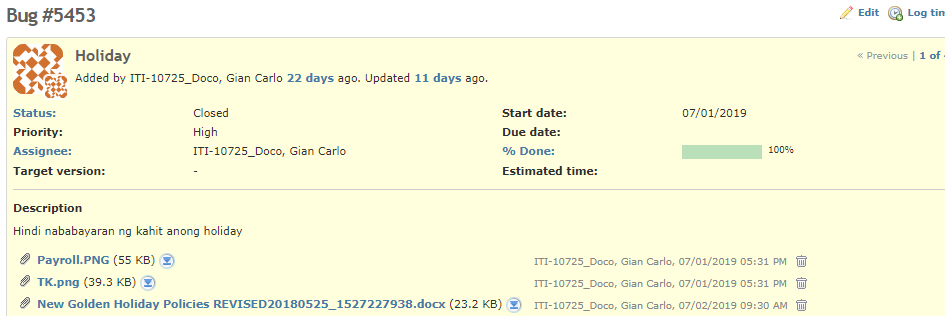 Bug #5453
Edit Log tim
Holiday
« Previous | 1 of
Added by ITI-10725_Doco, Gian Carlo 22 days ago. Updated 11 days ago.
Status: Closed Start date: 07/01/2019
Priority: High Due date:
Assignee: ITI-10725_Doco, Gian Carlo % Done: 100%
Target version: - Estimated time:
Description
Hindi nababayaran ng kahit anong holiday
Payroll.PNG (55 KB) ITI-10725_Doco, Gian Carlo, 07/01/2019 05:31 PM
TK.png (39.3 KB) ITI-10725_Doco, Gian Carlo, 07/01/2019 05:31 PM
New Golden Holiday Policies REVISED20180525_1527227938.docx (23.2 KB) ITI-10725_Doco, Gian Carlo, 07/02/2019 09:30 AM